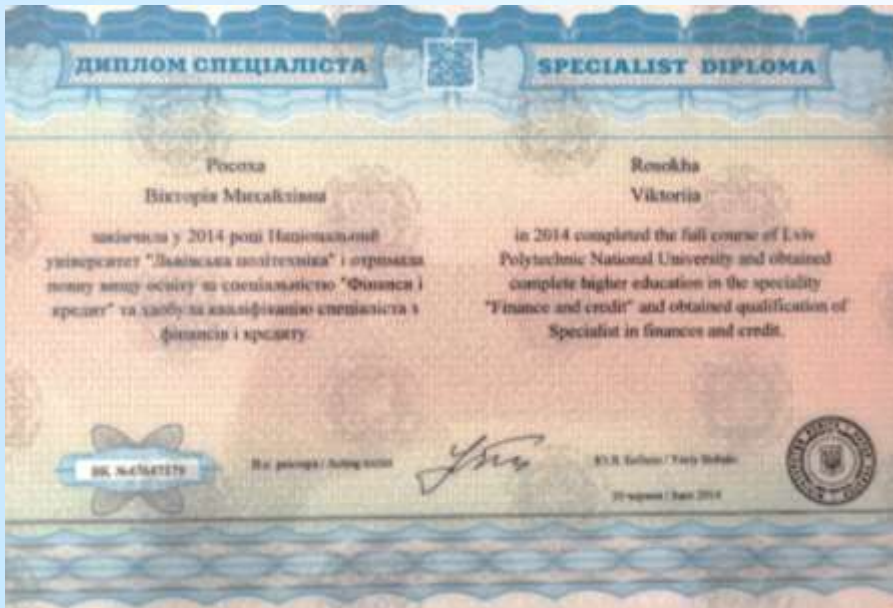 ДИПЛОМ СПЕЦІАЛІСТА
Росоха
Вікторія Михайлівна
закінчила у 2014 році Національний
університет "Львівська політехніка" і отримала
повну вищу освіту за спеціальністю "Фінанси і
кредит" та здобула кваліфікацію спеціаліста з
фінансів і кредиту.
SPECIALIST DIPLOMA
Rosokha
Viktoriia
in 2014 completed the full course of Lviv
Polytechnic National University and obtained
complete higher education in the speciality
"Finance and credit" and obtained qualification of
Specialist in finances and credit.
В.о. ректора / Acting rector